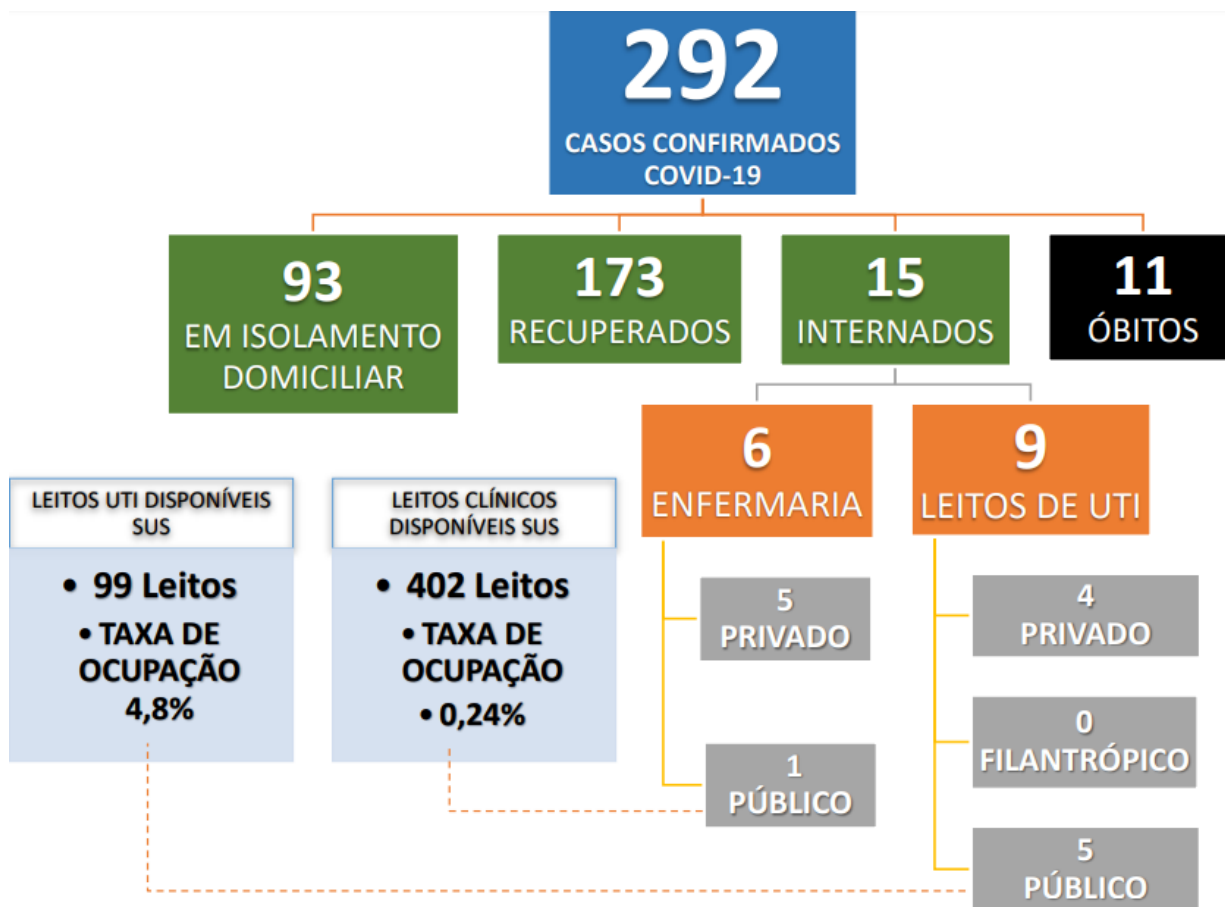 292
CASOS CONFIRMADOS
COVID-19
93
EM ISOLAMENTO
DOMICILIAR
173
RECUPERADOS
15
INTERNADOS
11
ÓBITOS
6
ENFERMARIA
9
LEITOS DE UTI
LEITOS UTI DISPONÍVEIS
SUS
• 99 Leitos
• TAXA DE
OCUPAÇÃO
4,8%
LEITOS CLÍNICOS
DISPONÍVEIS SUS
• 402 Leitos
• TAXA DE
OCUPAÇÃO
• 0,24%
5
PRIVADO
1
PÚBLICO
4
PRIVADO
0
FILANTRÓPICO
5
PÚBLICO